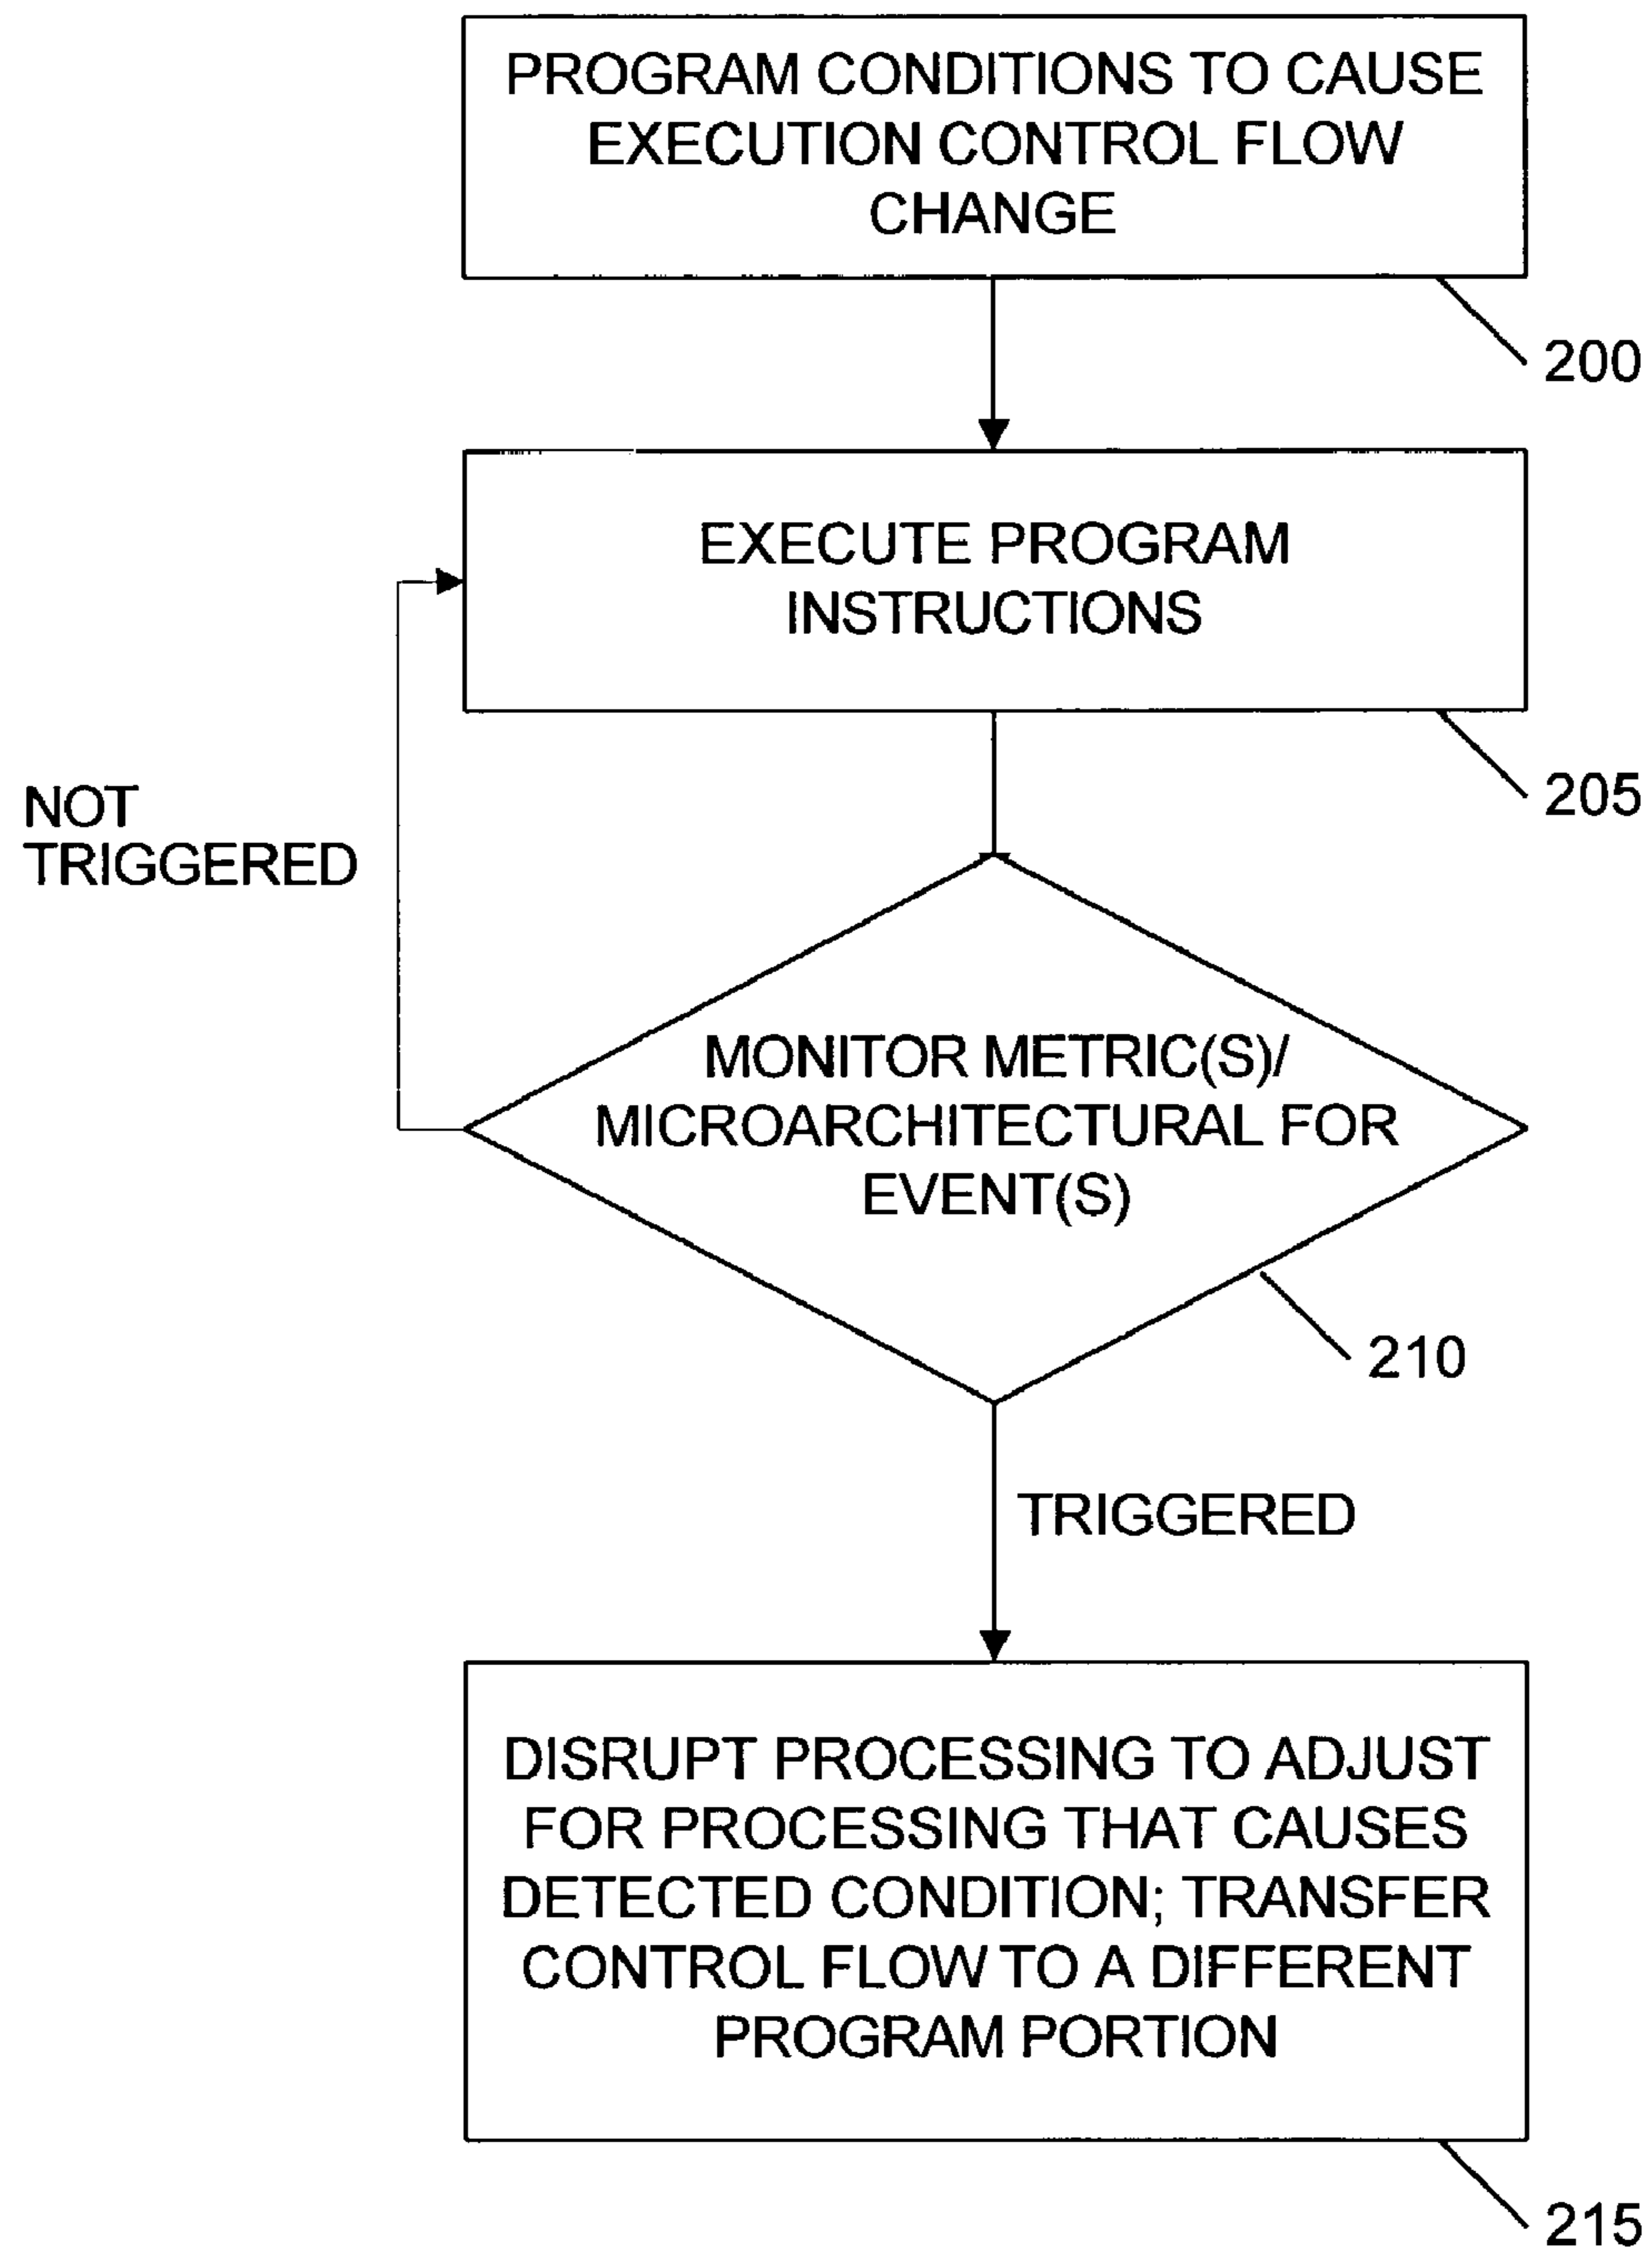 PROGRAM CONDITIONS TO CAUSE
EXECUTION CONTROL FLOW
CHANGE
200
EXECUTE PROGRAM
INSTRUCTIONS
205
NOT
TRIGGERED
MONITOR METRIC(S)/
MICROARCHITECTURAL FOR
EVENT(S)
210
TRIGGERED
DISRUPT PROCESSING TO ADJUST
FOR PROCESSING THAT CAUSES
DETECTED CONDITION; TRANSFER
CONTROL FLOW TO A DIFFERENT
PROGRAM PORTION
215